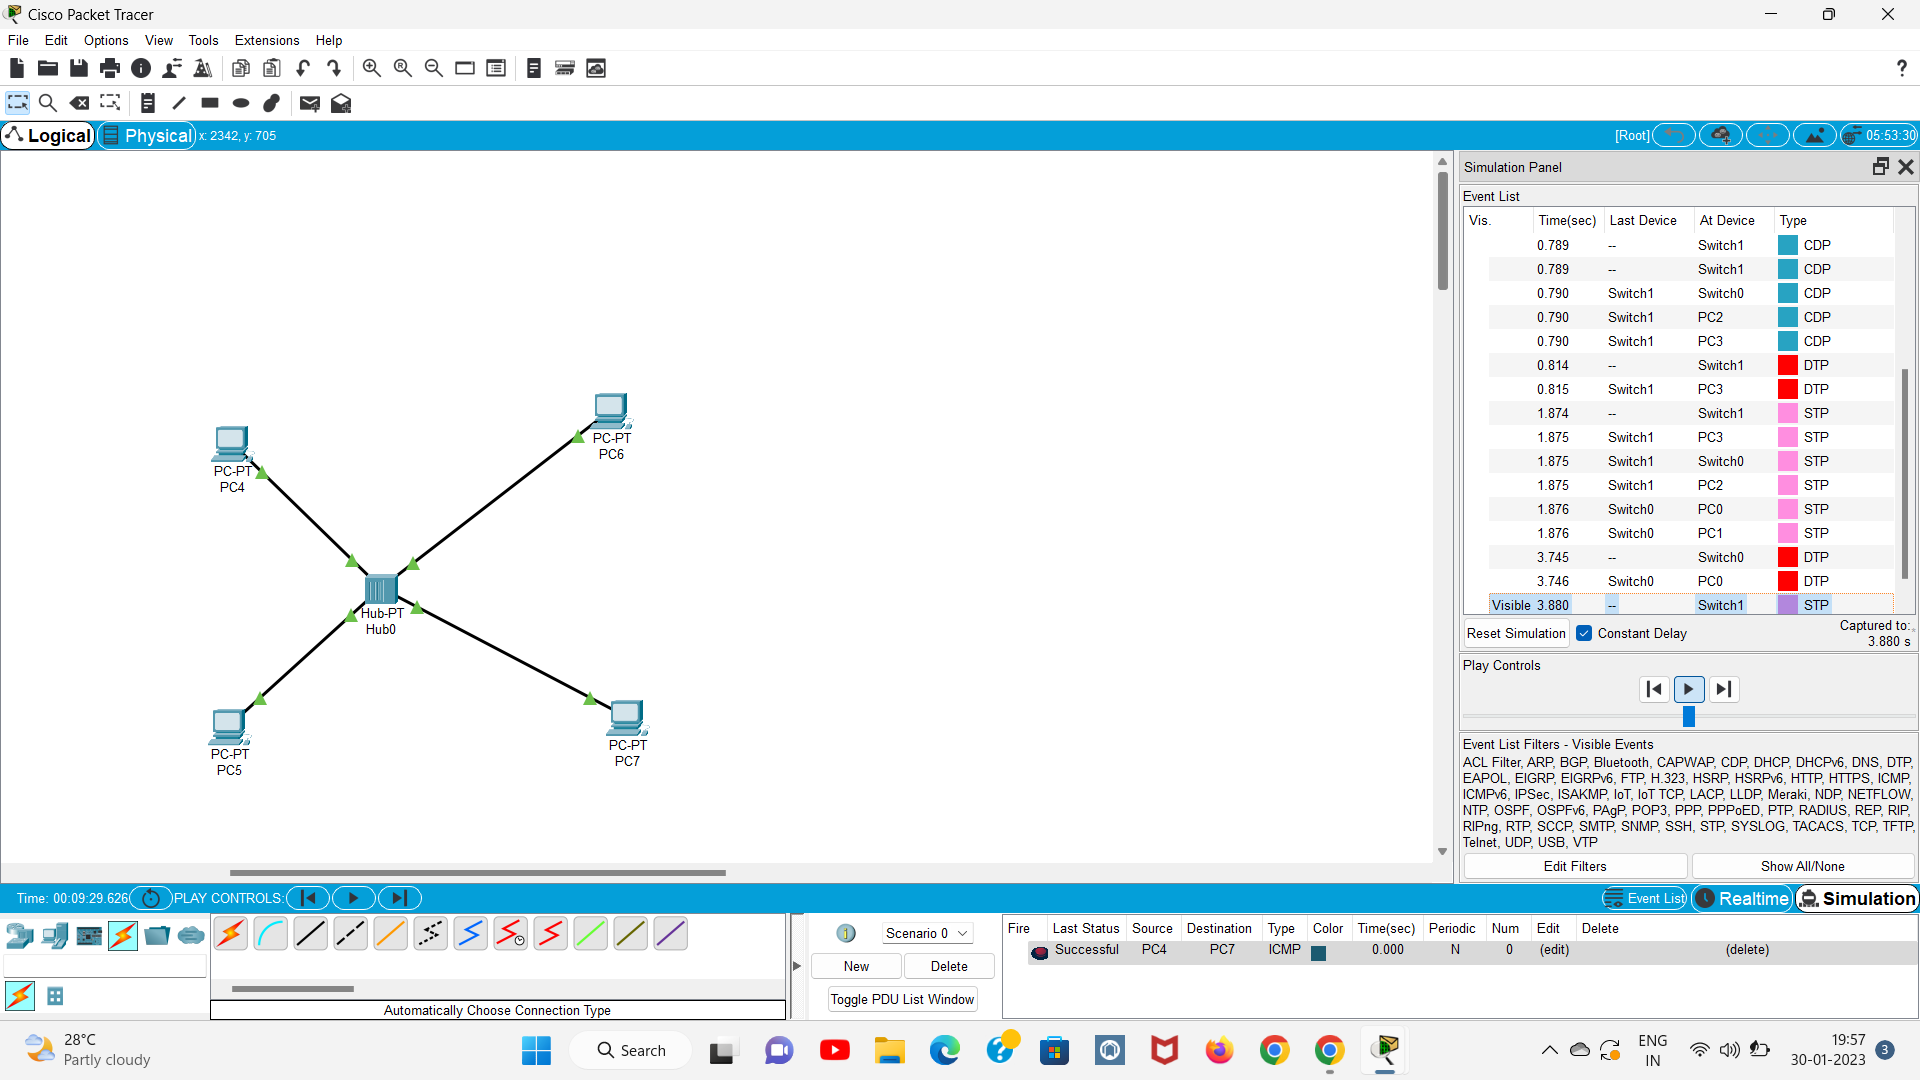 Cisco Packet Tracer
File Edit Options View Tools Extensions Help
?
Logical Physical x: 2342, y: 705 [Root] 05:53:30
PC-PT
PC4
PC-PT
PC6
Hub-PT
Hub0
PC-PT
PC5
PC-PT
PC7
Simulation Panel
Event List
Vis. Time(sec) Last Device At Device Type
0.789 -- Switch1 CDP
0.789 -- Switch1 CDP
0.790 Switch1 Switch0 CDP
0.790 Switch1 PC2 CDP
0.790 Switch1 PC3 CDP
0.814 -- Switch1 DTP
0.815 Switch1 PC3 DTP
1.874 -- Switch1 STP
1.875 Switch1 PC3 STP
1.875 Switch1 Switch0 STP
1.875 Switch1 PC2 STP
1.876 Switch0 PC0 STP
1.876 Switch0 PC1 STP
3.745 -- Switch0 DTP
3.746 Switch0 PC0 DTP
Visible 3.880 -- Switch1 STP
Reset Simulation Constant Delay Captured to:
3.880 s
Play Controls
Event List Filters - Visible Events
ACL Filter, ARP, BGP, Bluetooth, CAPWAP, CDP, DHCP, DHCPv6, DNS, DTP,
EAPOL, EIGRP, EIGRPv6, FTP, H.323, HSRP, HSRPv6, HTTP, HTTPS, ICMP,
ICMPv6, IPSec, ISAKMP, IoT, IoT TCP, LACP, LLDP, Meraki, NDP, NETFLOW,
NTP, OSPF, OSPFv6, PAgP, POP3, PPP, PPPoED, PTP, RADIUS, REP, RIP,
RIPng, RTP, SCCP, SMTP, SNMP, SSH, STP, SYSLOG, TACACS, TCP, TFTP,
Telnet, UDP, USB, VTP
Edit Filters Show All/None
Time: 00:09:29.626 PLAY CONTROLS: Event List Realtime Simulation
Automatically Choose Connection Type
Scenario 0
New Delete
Toggle PDU List Window
Fire Last Status Source Destination Type Color Time(sec) Periodic Num Edit Delete
Successful PC4 PC7 ICMP 0.000 N 0 (edit) (delete)
28°C
Partly cloudy
Search
ENG
IN
19:57
30-01-2023
3